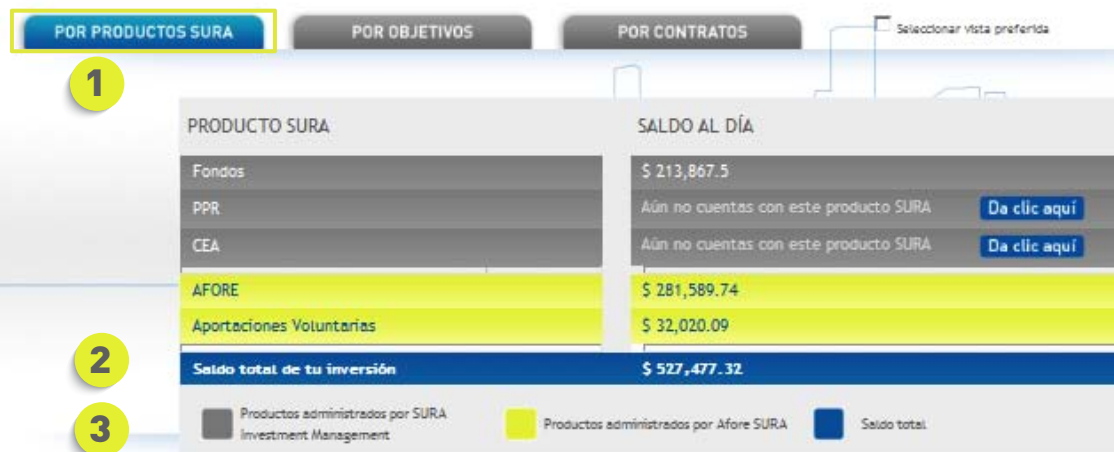 POR PRODUCTOS SURA POR OBJETIVOS POR CONTRATOS Seleccionar vista preferida
1
PRODUCTO SURA SALDO AL DÍA
Fondos $ 213,867.5
PPR Aún no cuentas con este producto SURA Da clic aquí
CEA Aún no cuentas con este producto SURA Da clic aquí
AFORE $ 281,589.74
Aportaciones Voluntarias $ 32,020.09
2
Saldo total de tu inversión $ 527,477.32
3
Productos administrados por SURA
Investment Management
Productos administrados por Afore SURA
Saldo total